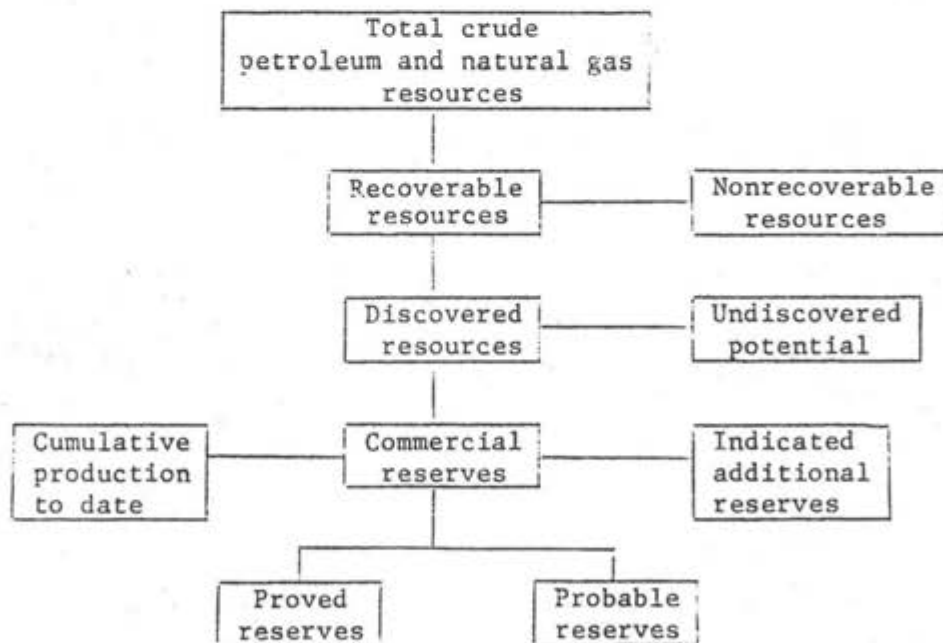 Total crude
petroleum and natural gas
resources
Recoverable
resources
Nonrecoverable
resources
Discovered
resources
Undiscovered
potential
Cumulative
production
to date
Commercial
reserves
Indicated
additional
reserves
Proved
reserves
Probable
reserves